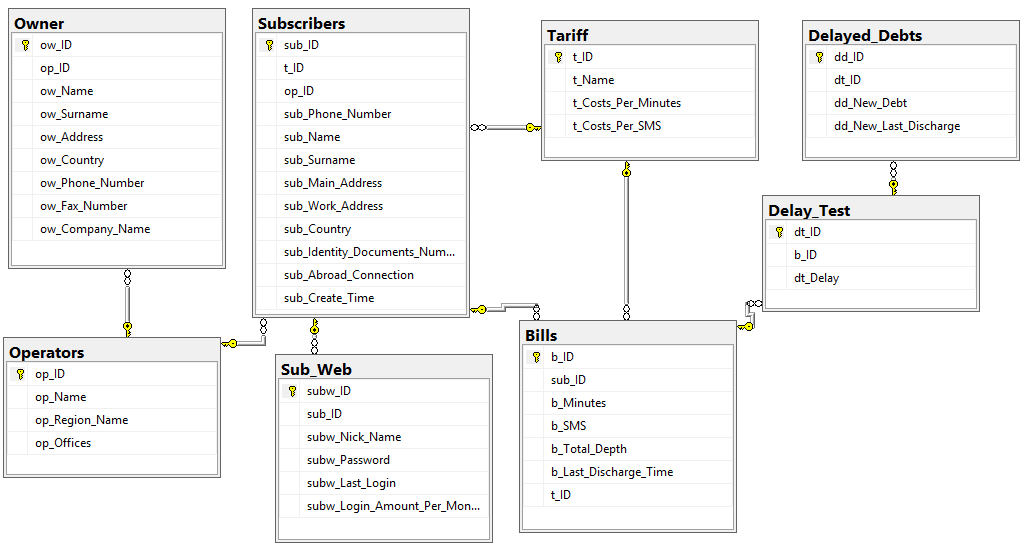 Owner
ow_ID
op_ID
ow_Name
ow_Surname
ow_Address
ow_Country
ow_Phone_Number
ow_Fax_Number
ow_Company_Name
Subscribers
sub_ID
t_ID
op_ID
sub_Phone_Number
sub_Name
sub_Surname
sub_Main_Address
sub_Work_Address
sub_Country
sub_Identity_Documents_Num...
sub_Abroad_Connection
sub_Create_Time
Tariff
t_ID
t_Name
t_Costs_Per_Minutes
t_Costs_Per_SMS
Delayed_Debts
dd_ID
dt_ID
dd_New_Debt
dd_New_Last_Discharge
Delay_Test
dt_ID
b_ID
dt_Delay
Operators
op_ID
op_Name
op_Region_Name
op_Offices
Sub_Web
subw_ID
sub_ID
subw_Nick_Name
subw_Password
subw_Last_Login
subw_Login_Amount_Per_Mon...
Bills
b_ID
sub_ID
b_Minutes
b_SMS
b_Total_Depth
b_Last_Discharge_Time
t_ID